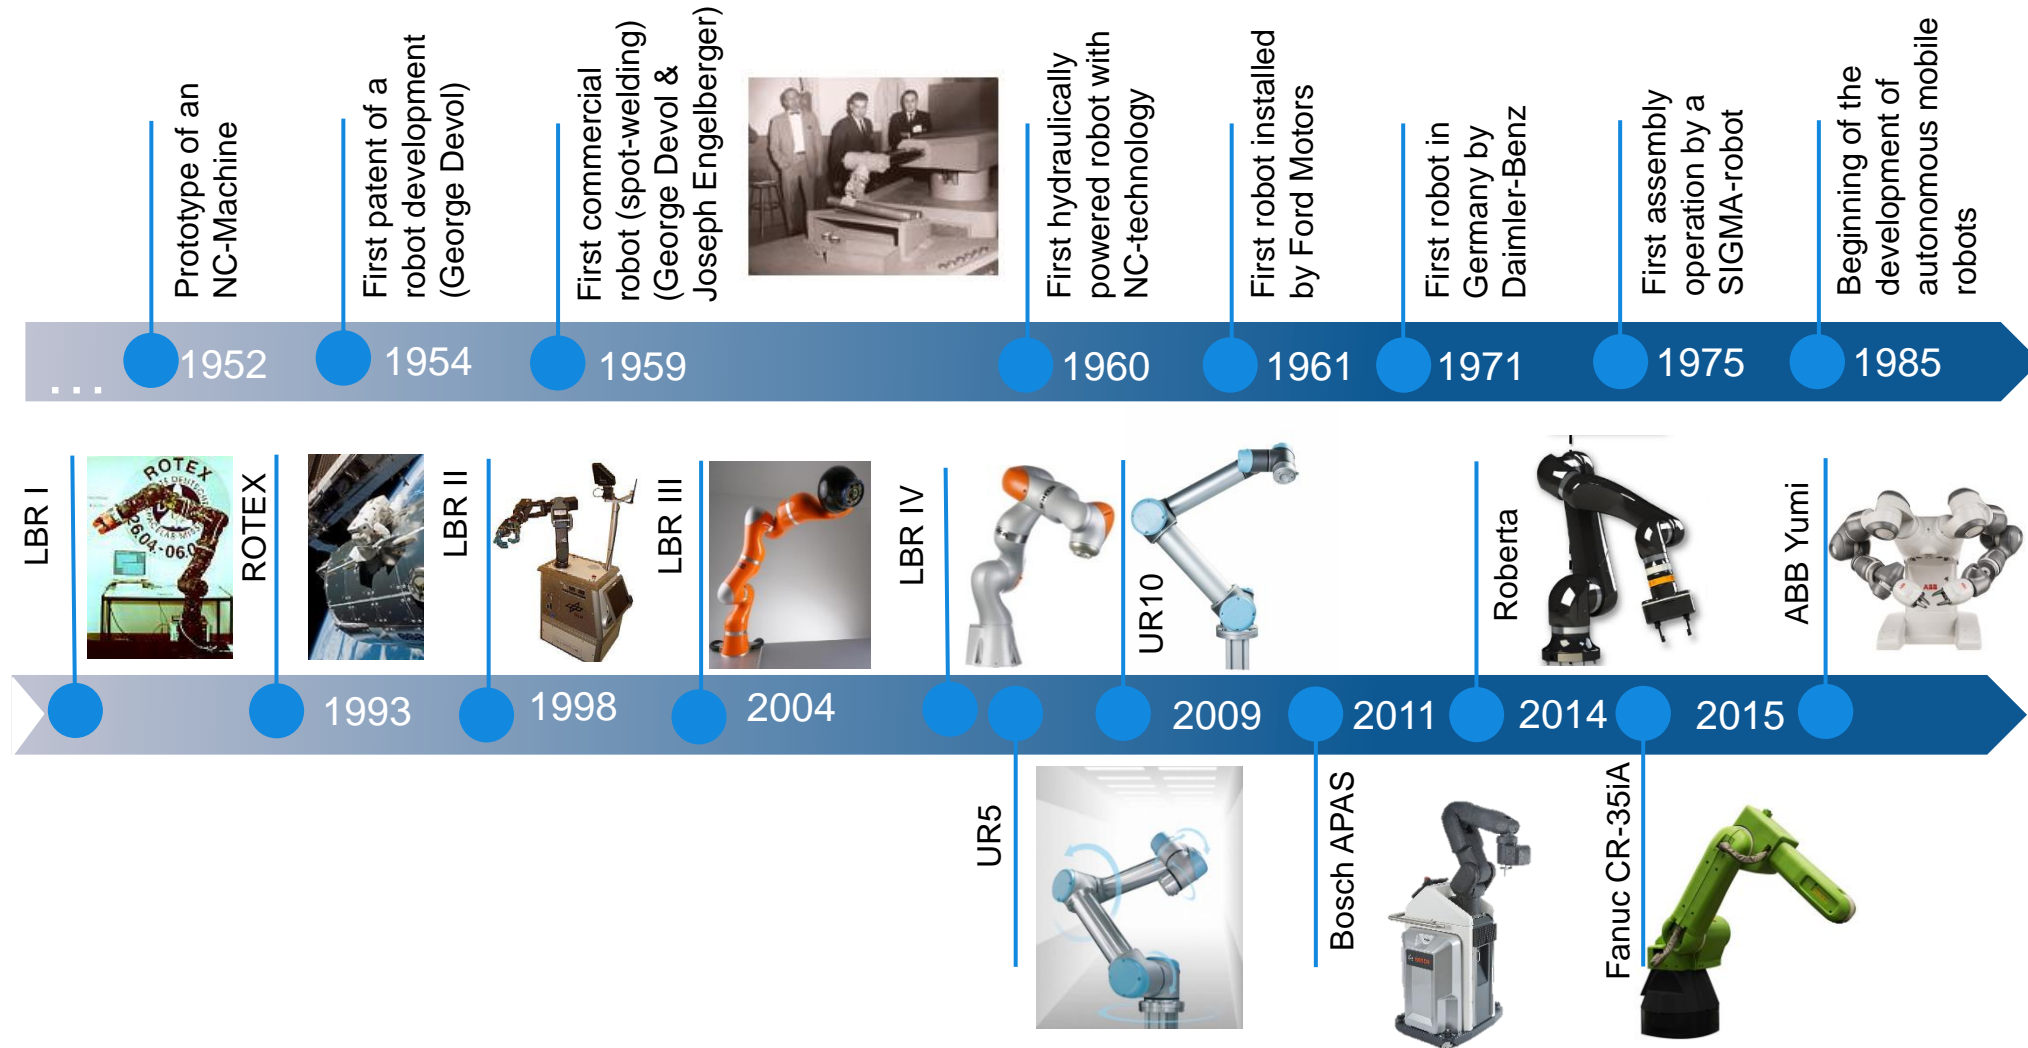 Prototype of an
NC-Machine
First patent of a
robot development
(George Devol)
First commercial
robot (spot-welding)
(George Devol &
Joseph Engelberger)
First hydraulically
powered robot with
NC-technology
First robot installed
by Ford Motors
First robot in
Germany by
Daimler-Benz
First assembly
operation by a
SIGMA-robot
Beginning of the
development of
autonomous mobile
robots
...
1952
1954
1959
1960
1961
1971
1975
1985
LBR I
ROTEX
ROTEX
LBR II
LBR III
LBR IV
UR10
Roberta
ABB Yumi
ABB
1993
1998
2004
2009
2011
2014
2015
UR5
Bosch APAS
Fanuc CR-35iA